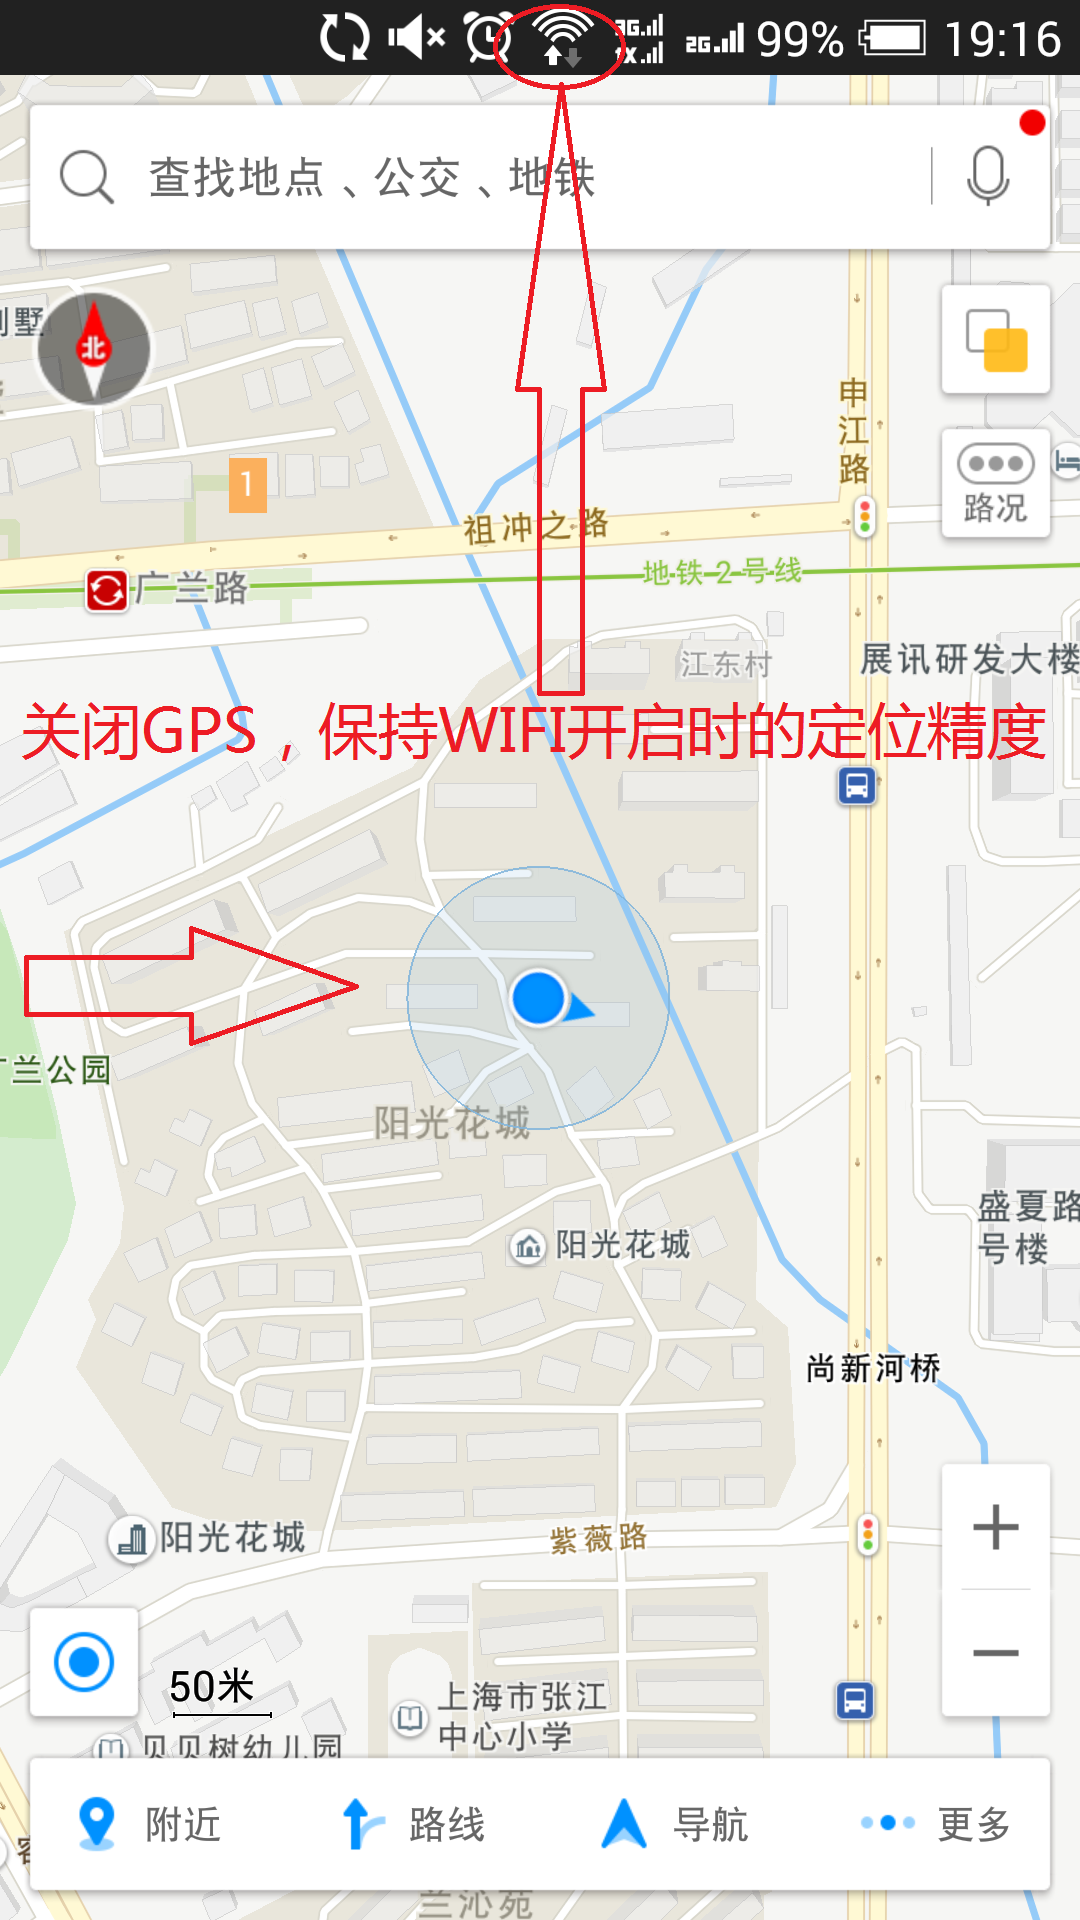 3G
1X
2G
99%
19:16
查找地点、公交、地铁
别墅
北
申江路
路况
1
祖冲之路
地铁2号线
广兰路
江东村
展讯研发大楼
关闭GPS，保持WIFI开启时的定位精度
广兰公园
阳光花城
盛夏路
号楼
阳光花城
尚新河桥
阳光花城
紫薇路
50米
上海市张江
中心小学
贝贝树幼儿园
附近
路线
导航
更多
兰沁苑